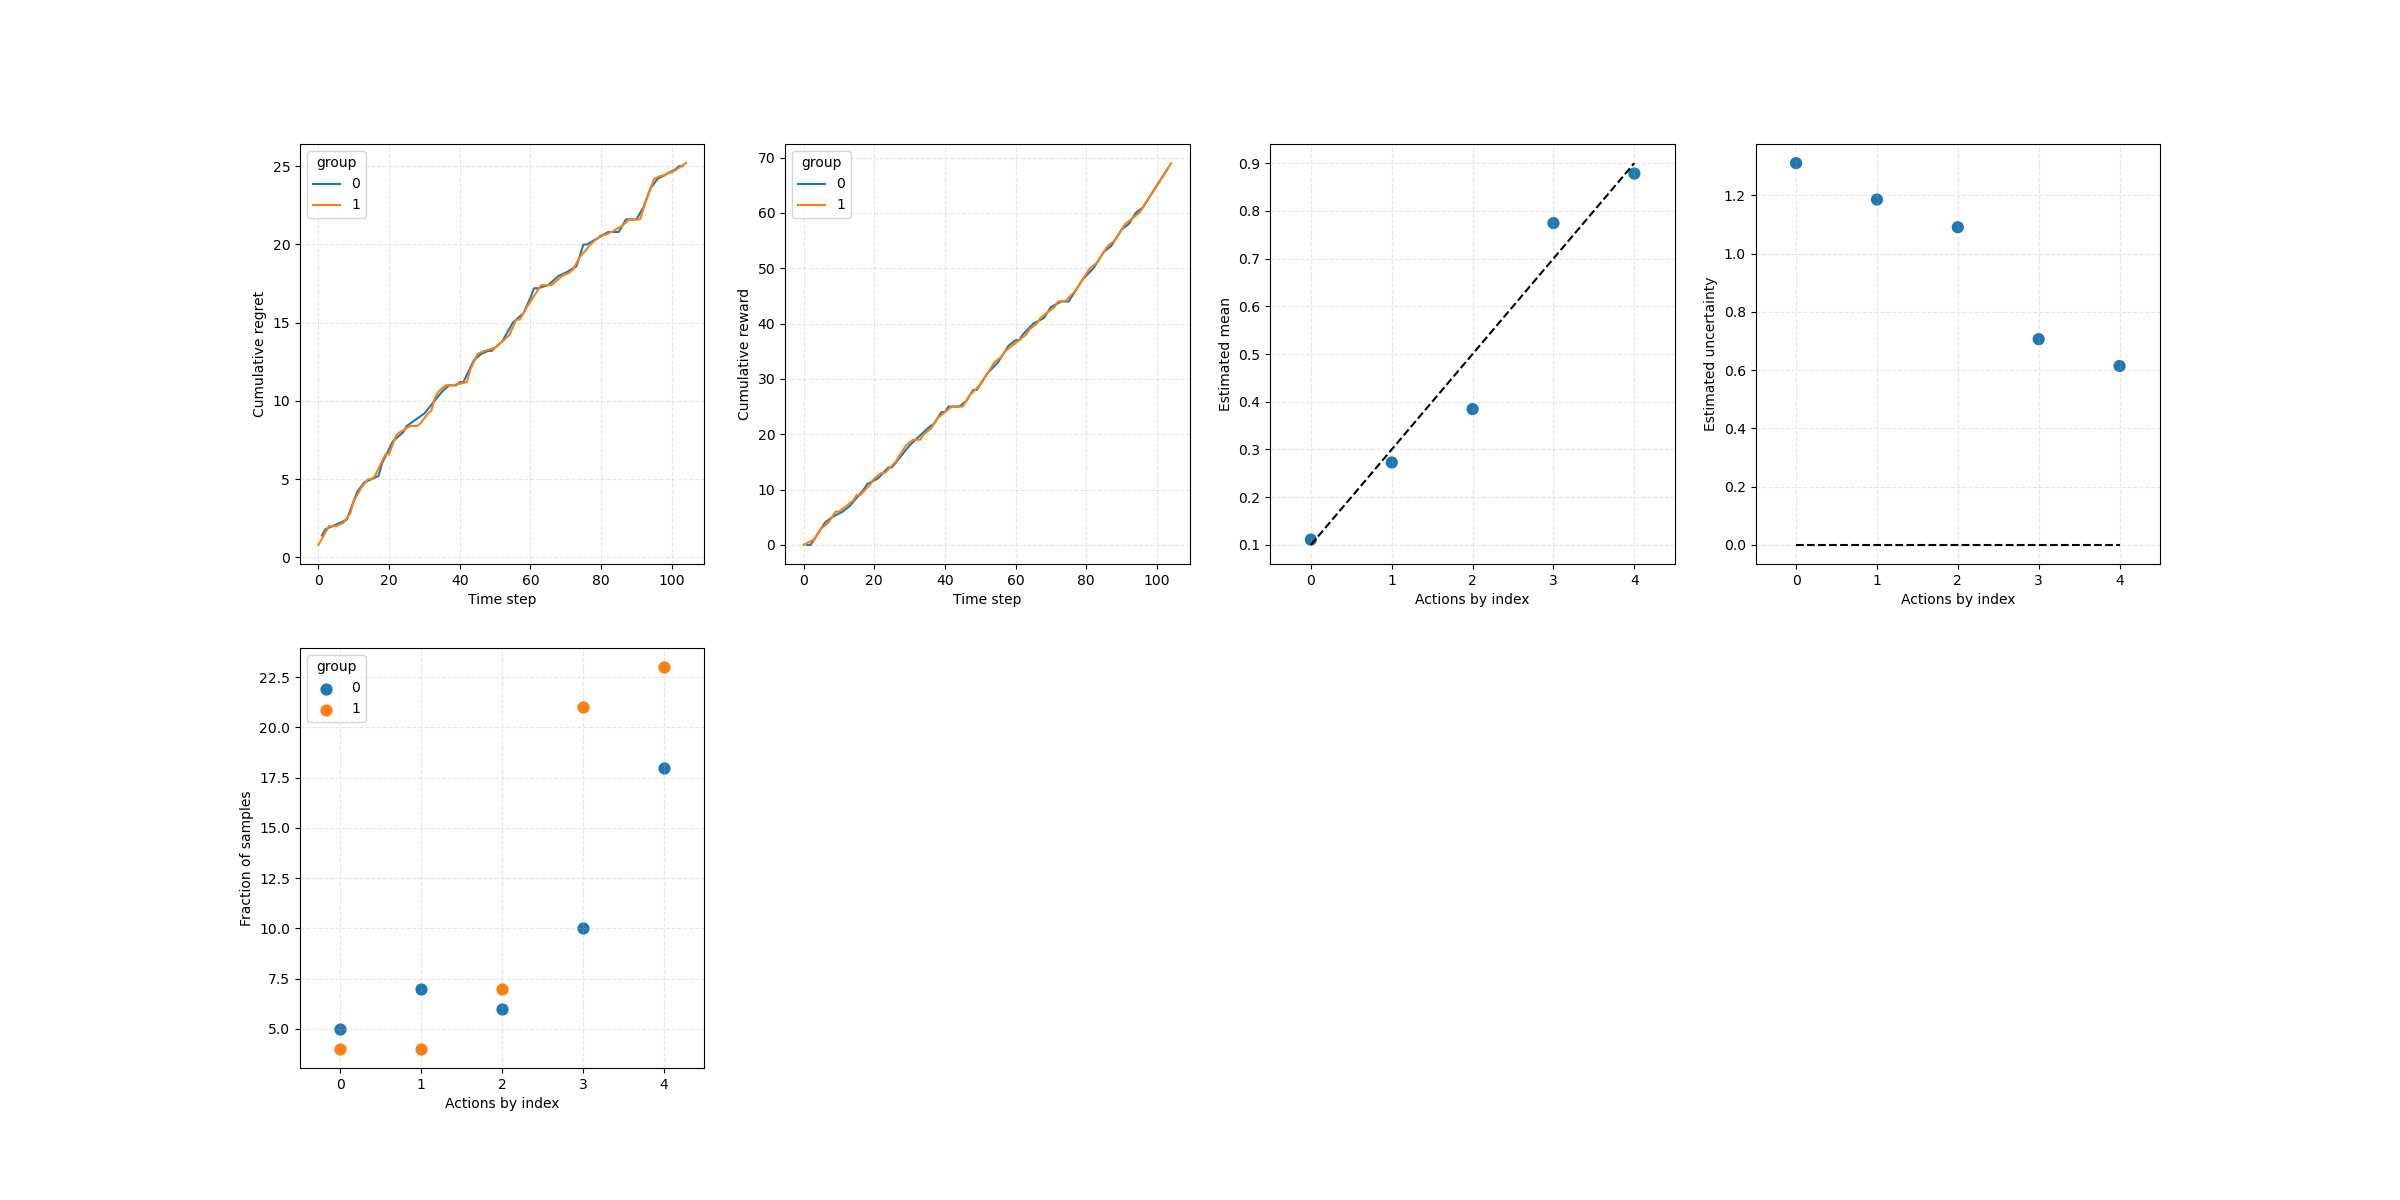 group
0
1
25
20
15
10
5
0
Cumulative regret
0 20 40 60 80 100
Time step
group
0
1
70
60
50
40
30
20
10
0
Cumulative reward
0 20 40 60 80 100
Time step
0.9
0.8
0.7
0.6
0.5
0.4
0.3
0.2
0.1
Estimated mean
0 1 2 3 4
Actions by index
1.2
1.0
0.8
0.6
0.4
0.2
0.0
Estimated uncertainty
0 1 2 3 4
Actions by index
group
0
1
22.5
20.0
17.5
15.0
12.5
10.0
7.5
5.0
Fraction of samples
0 1 2 3 4
Actions by index